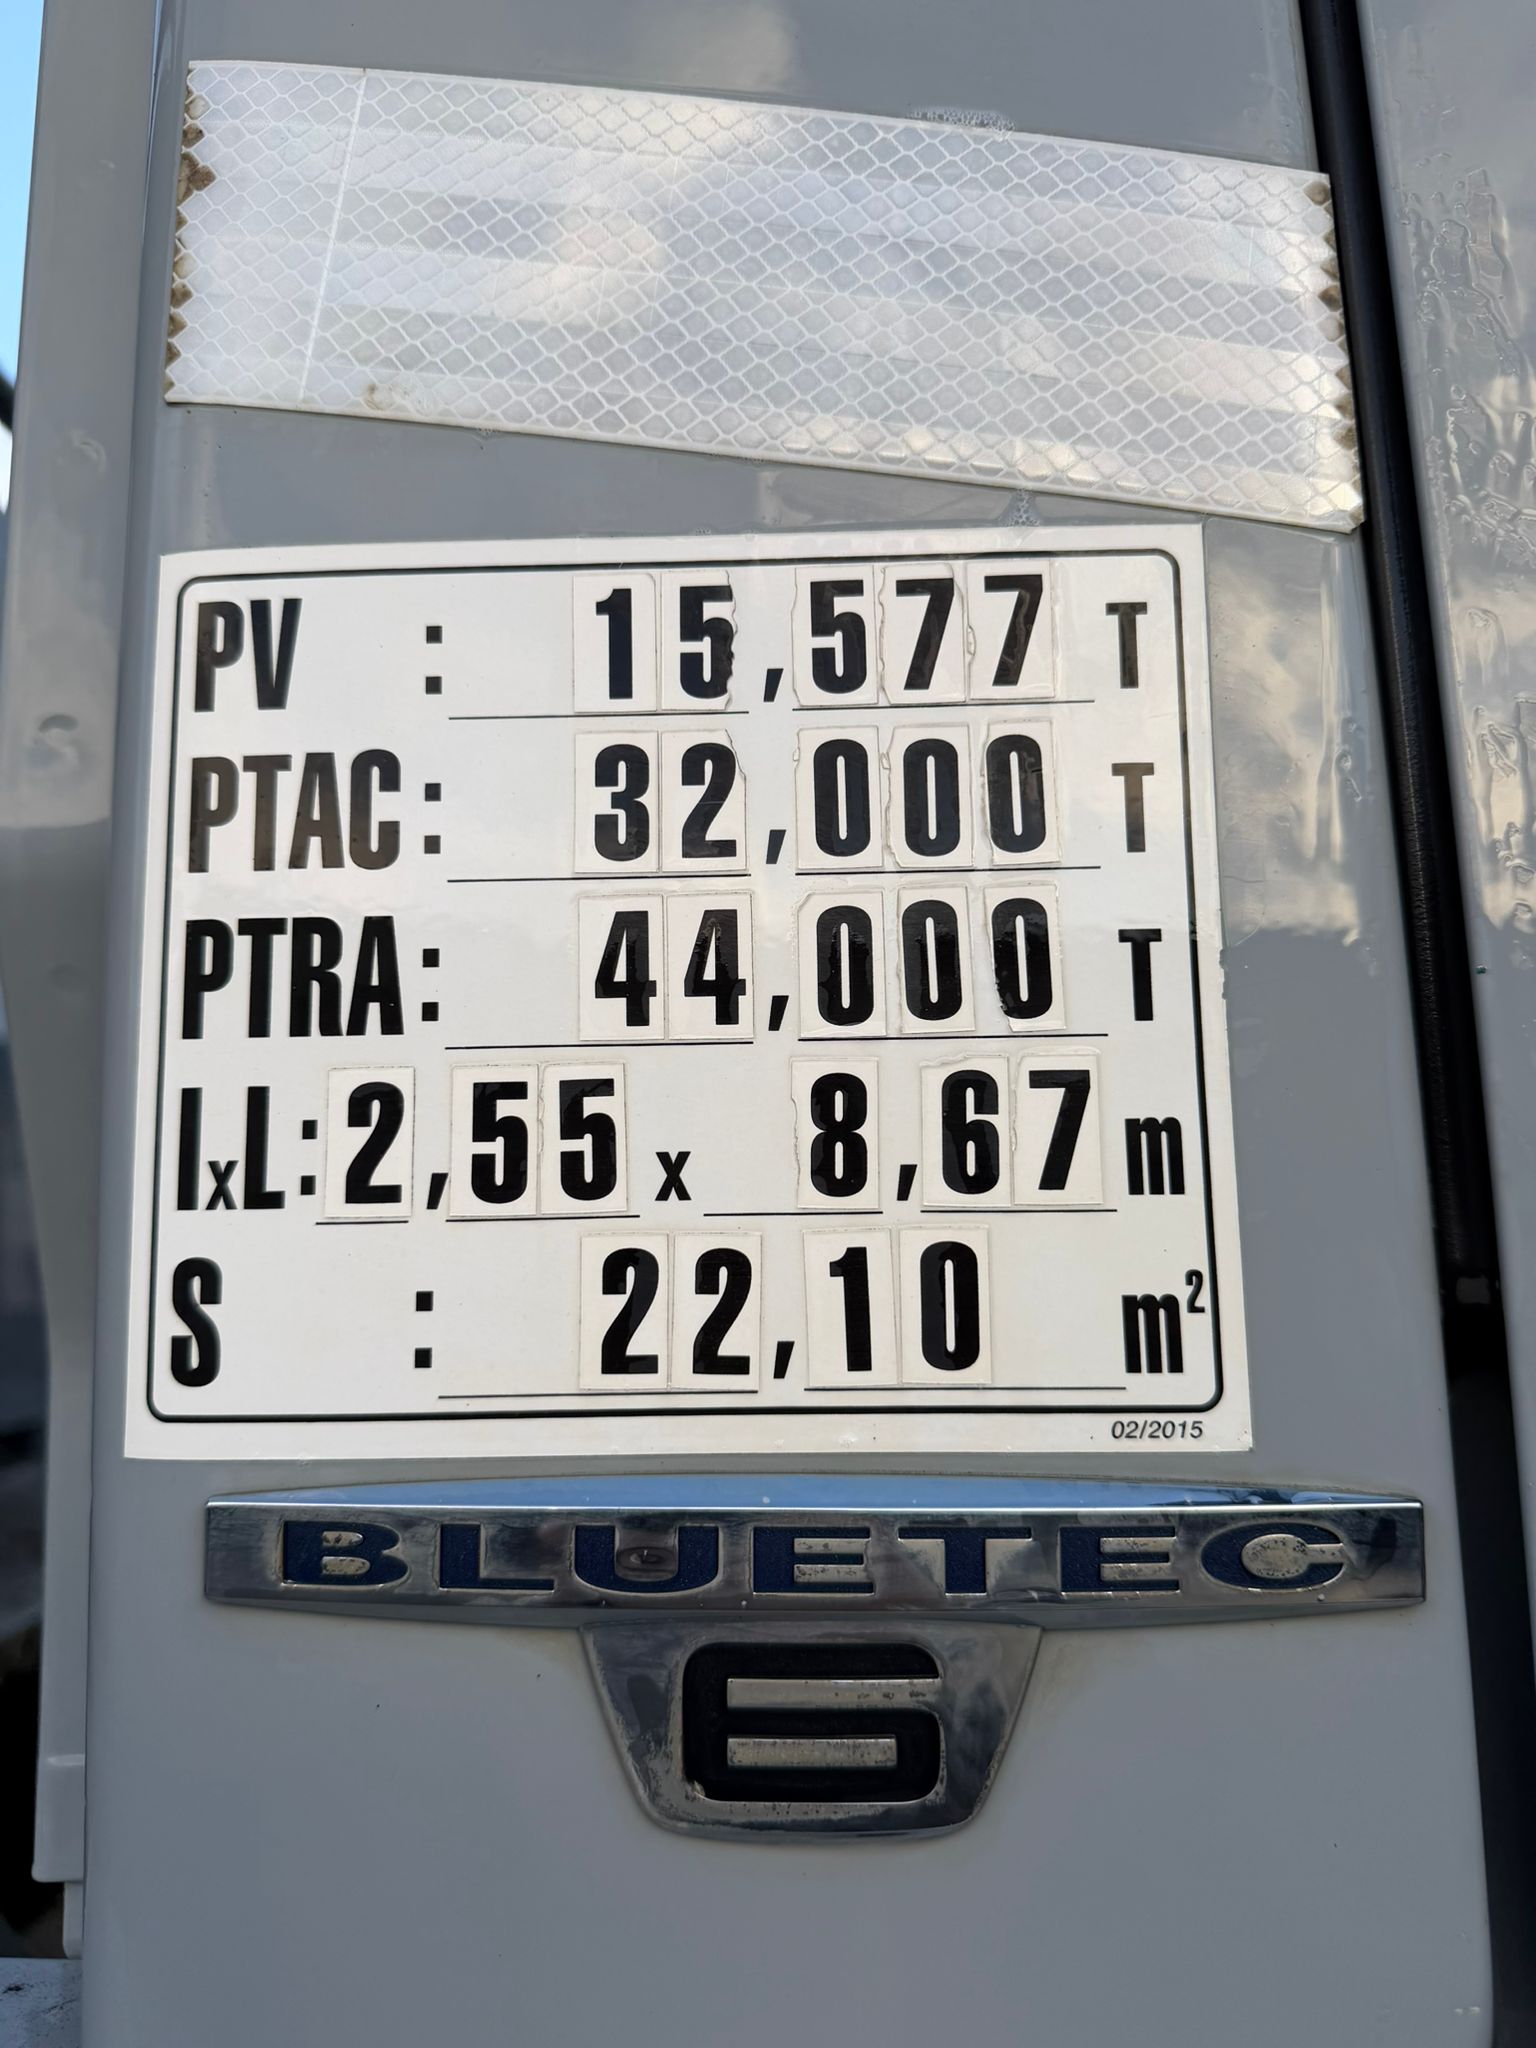 PV : 15,577 T
PTAC: 32,000 T
PTRA: 44,000 T
lxL: 2,55 x 8,67 m
S : 22,10 m²
02/2015
BLUETEC
6